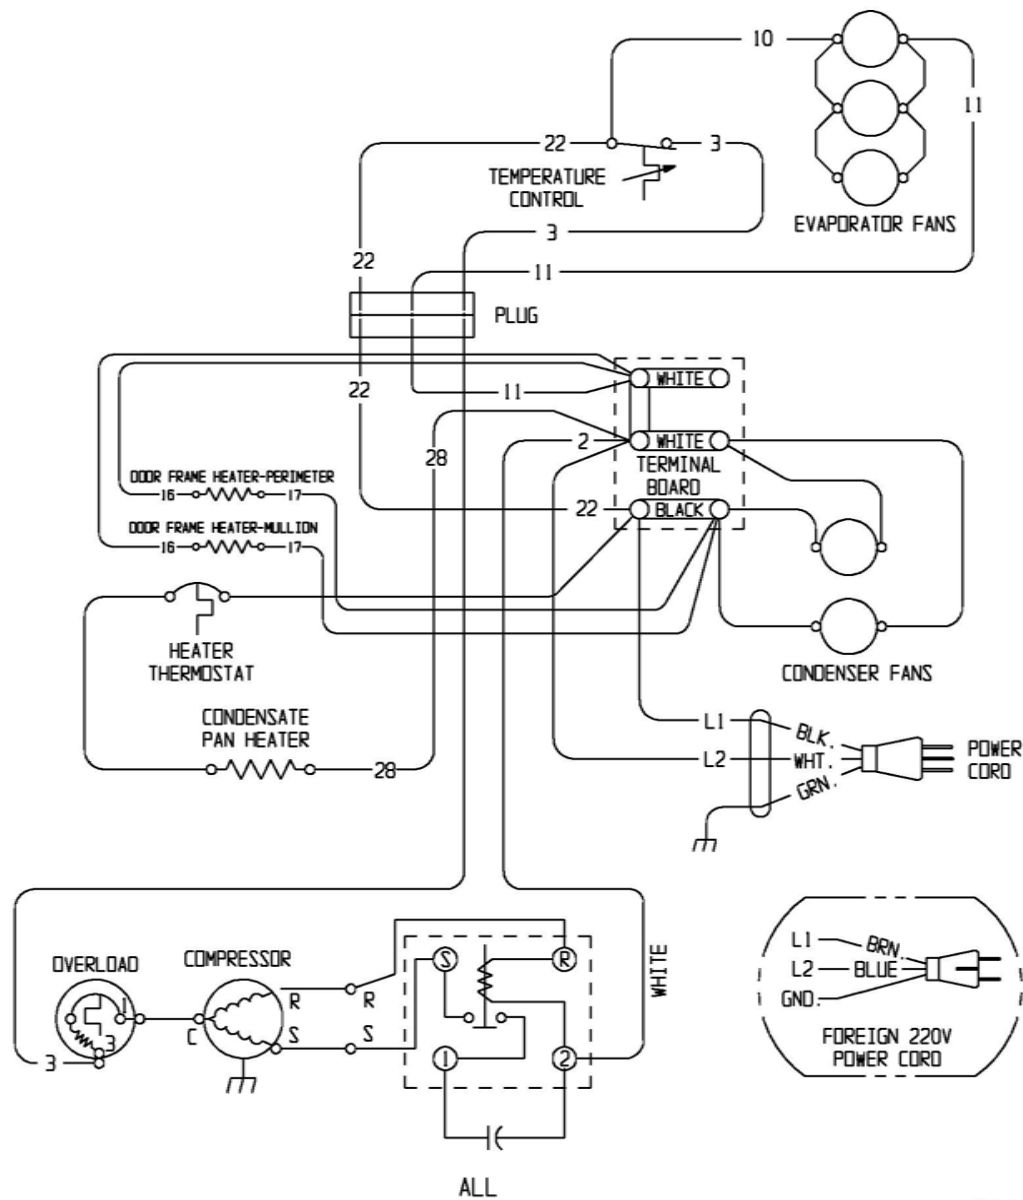 10
11
22
3
TEMPERATURE
CONTROL
EVAPORATOR FANS
3
22
11
PLUG
WHITE
22
11
2
WHITE
28
TERMINAL
BOARD
DOOR FRAME HEATER-PERIMETER
16
17
22
BLACK
DOOR FRAME HEATER-MULLION
16
17
HEATER
THERMOSTAT
CONDENSER FANS
CONDENSATE
PAN HEATER
28
L1
BLK.
L2
WHT.
GRN.
POWER
CORD
OVERLOAD
COMPRESSOR
WHITE
S
R
R
R
1
3
C
S
S
1
2
3
L1
BRN.
L2
BLUE
GND.
FOREIGN 220V
POWER CORD
ALL